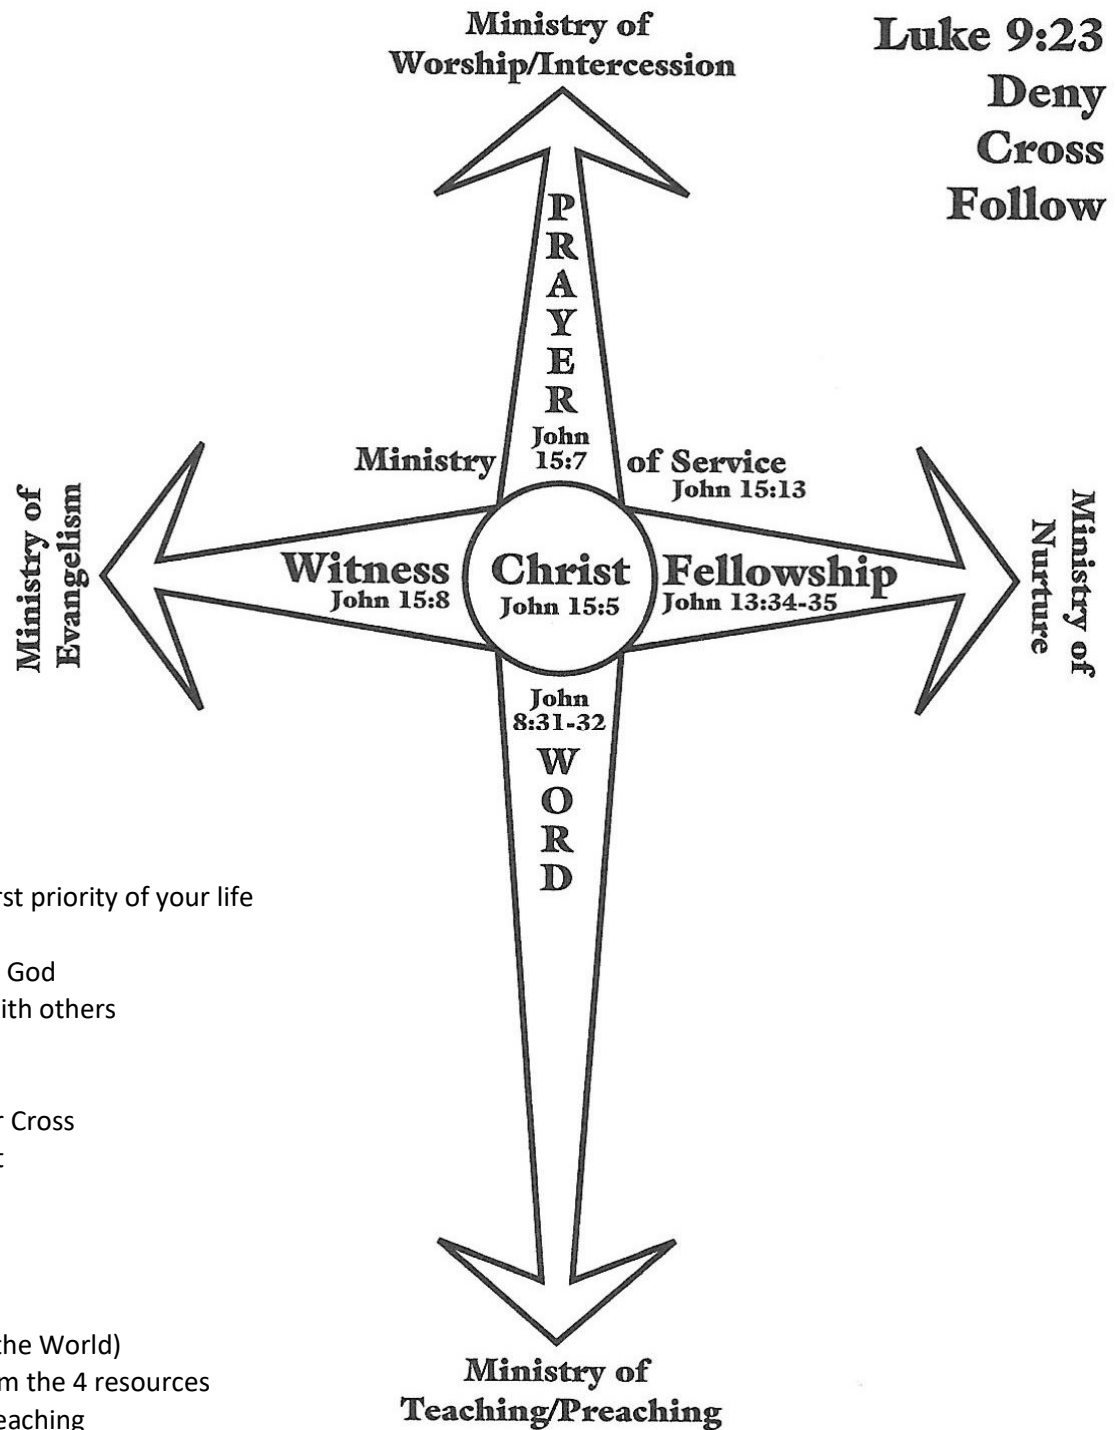 Ministry of
Worship/Intercession
Luke 9:23
Deny
Cross
Follow
PRAYER
John
15:7
Ministry
of Service
John 15:13
Ministry of
Evangelism
Witness
John 15:8
Christ
John 15:5
Fellowship
John 13:34-35
Ministry of
Nurture
John
8:31-32
WORD
priority of your life
God
others
Cross
the World)
the 4 resources
Ministry of
Teaching/Preaching